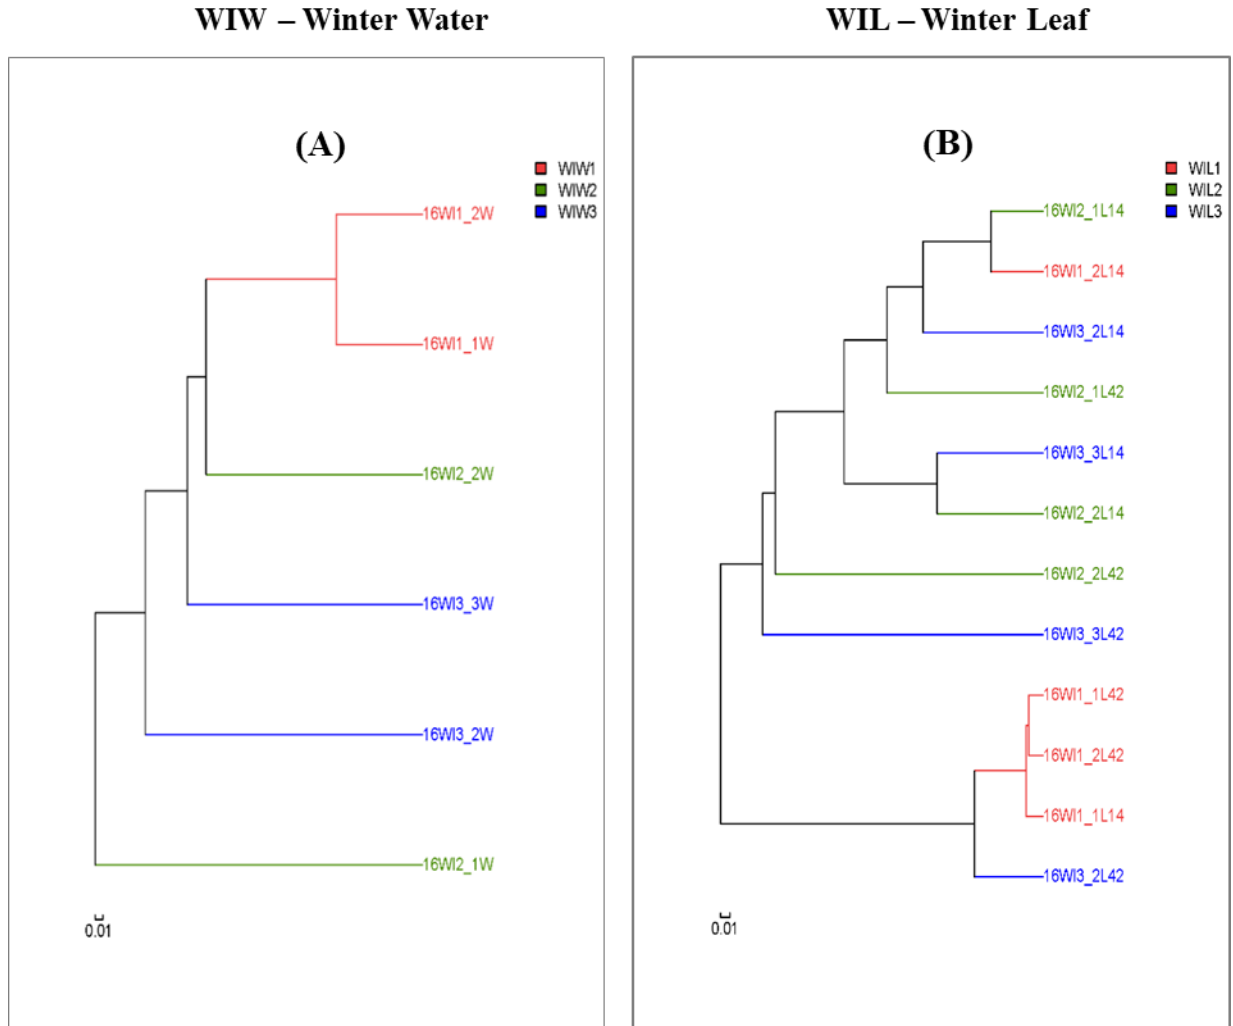 WIW – Winter Water
(A)
WIW1
WIW2
WIW3
16WI1_2W
16WI1_1W
16WI2_2W
16WI3_3W
16WI3_2W
16WI2_1W
0.01
WIL – Winter Leaf
(B)
WIL1
WIL2
WIL3
16WI2_1L14
16WI1_2L14
16WI3_2L14
16WI2_1L42
16WI3_3L14
16WI2_2L14
16WI2_2L42
16WI3_3L42
16WI1_1L42
16WI1_2L42
16WI1_1L14
16WI3_2L42
0.01